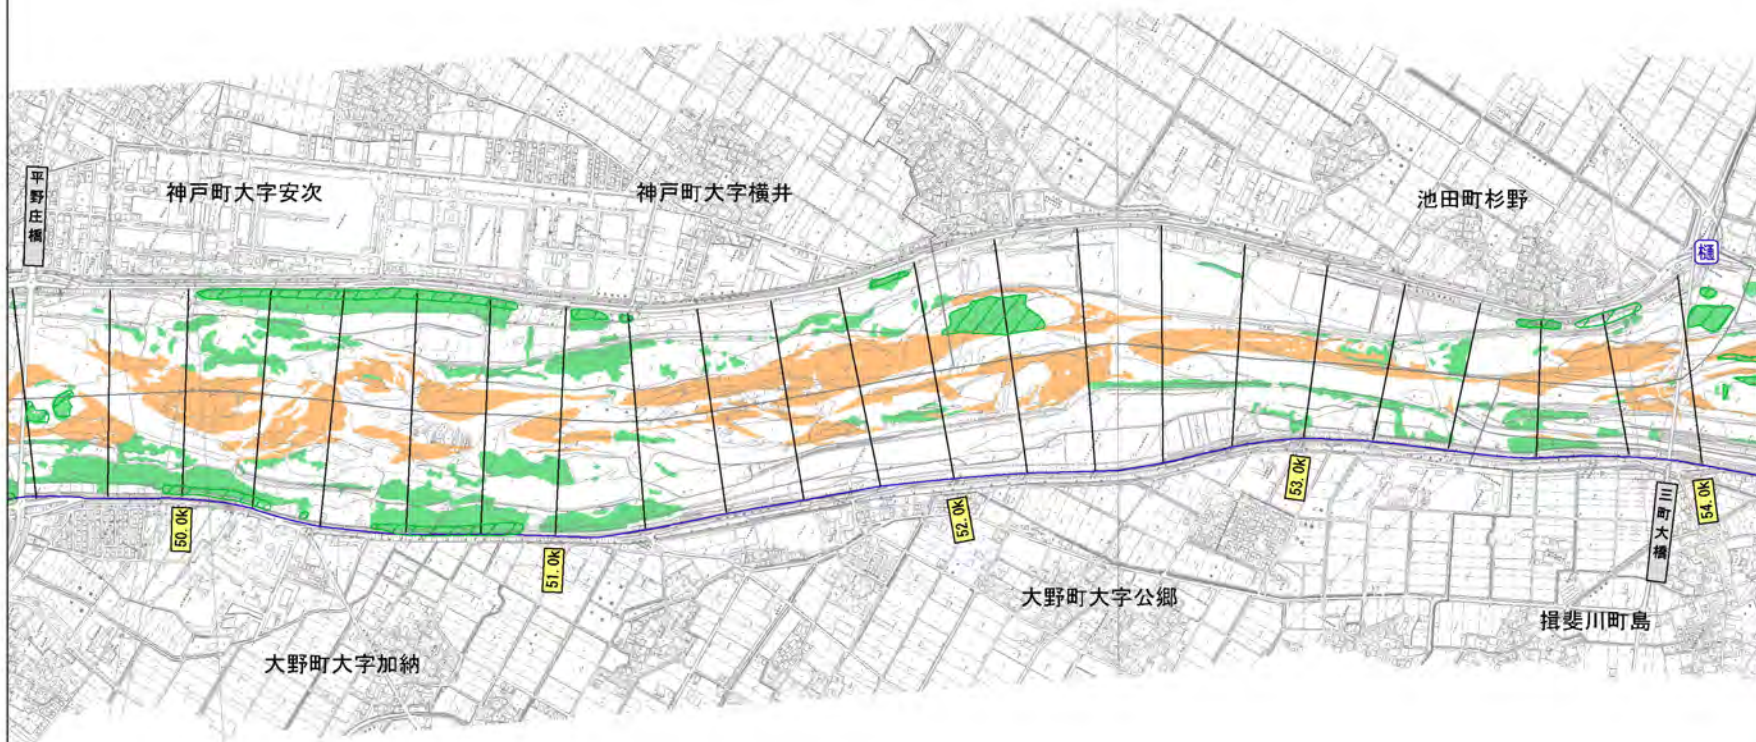 平野庄橋
神戸町大字安次
神戸町大字横井
池田町杉野
樋
50.0k
51.0k
52.0k
53.0k
54.0k
三町大橋
大野町大字加納
大野町大字公郷
揖斐川町島